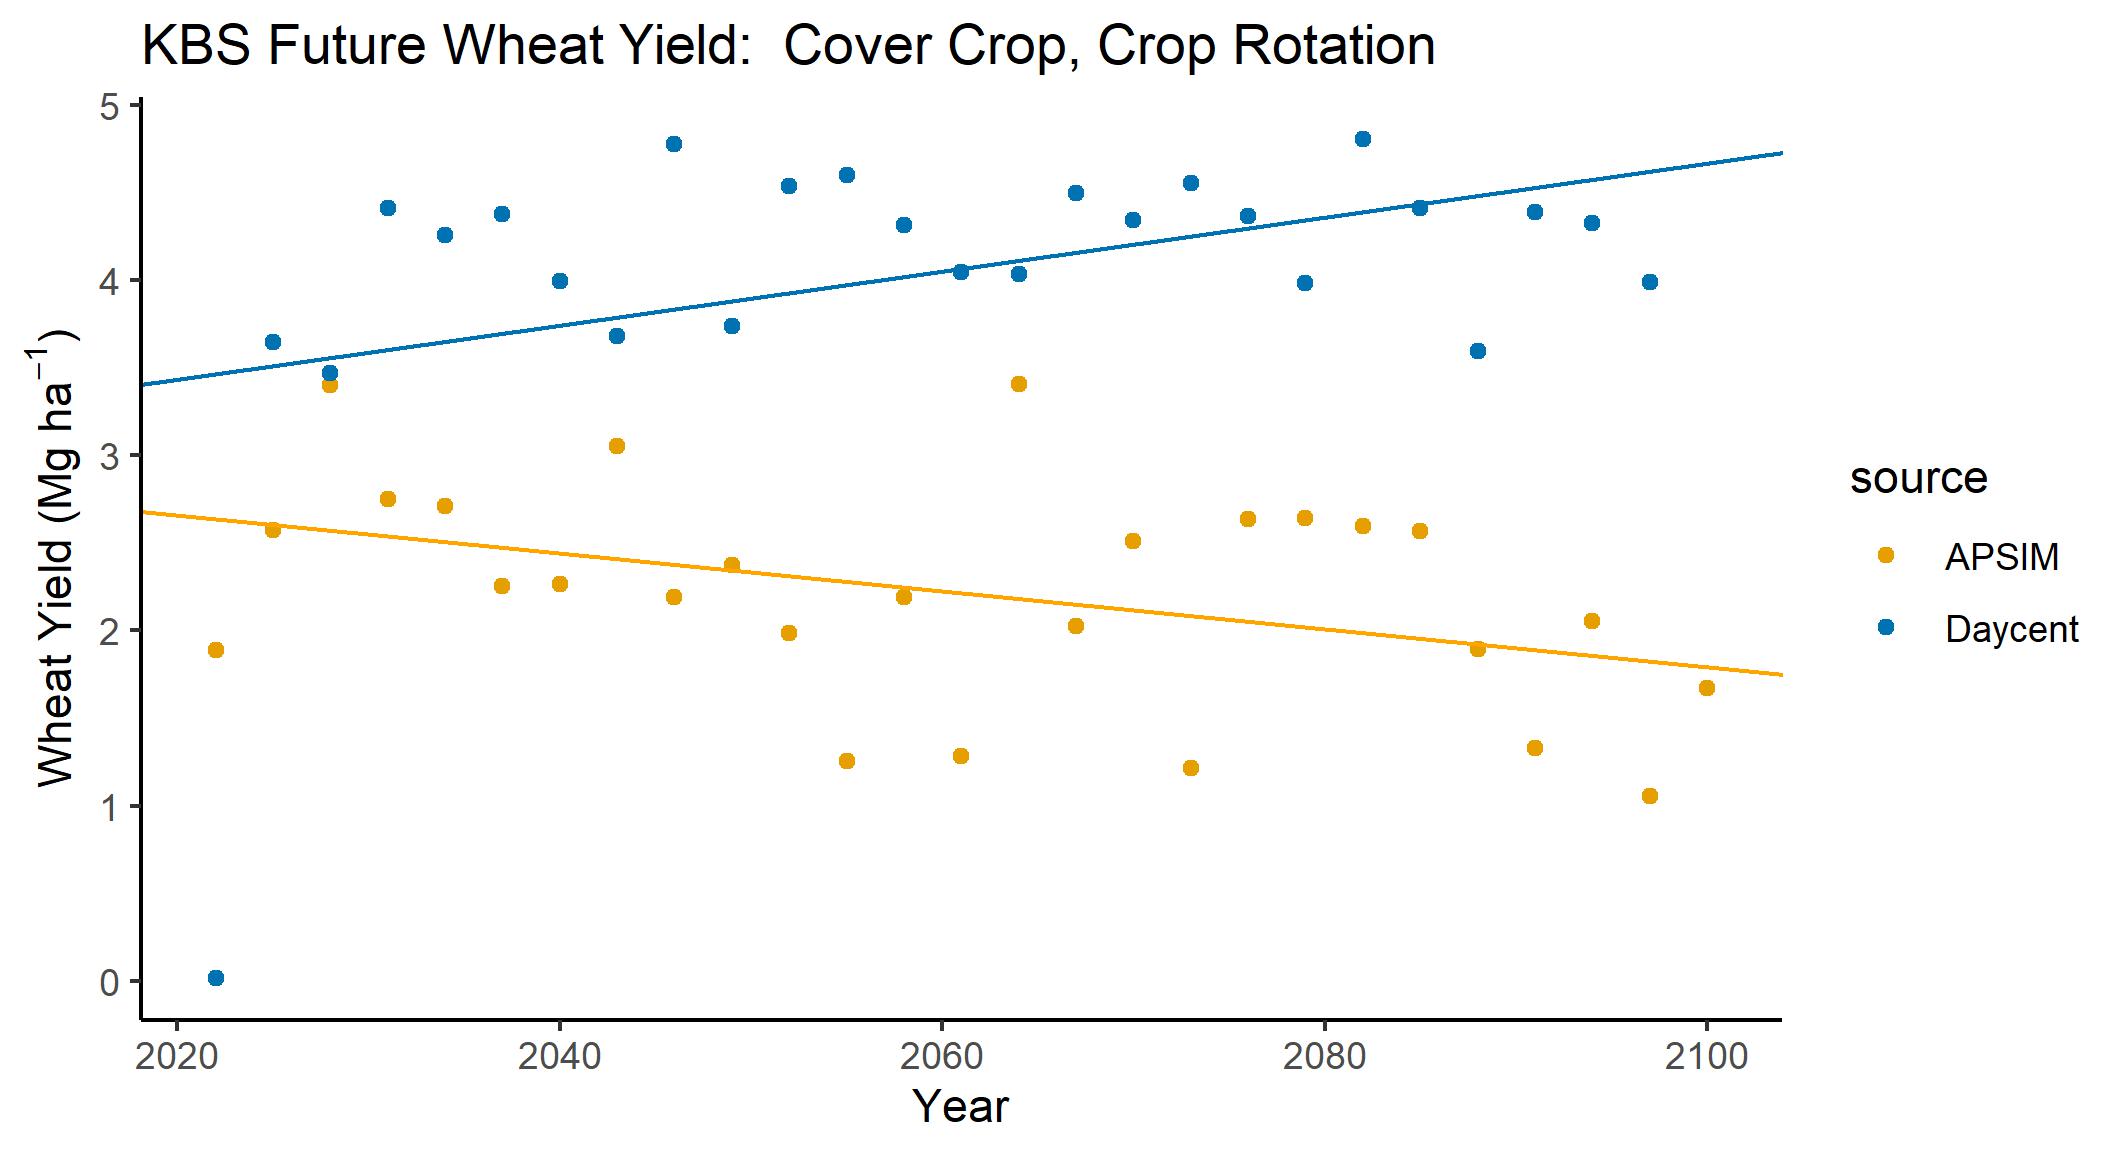 KBS Future Wheat Yield:  Cover Crop, Crop Rotation
5
4
3
2
1
0
Wheat Yield (Mg ha⁻¹)
2020 2040 2060 2080 2100
Year
source
APSIM
Daycent